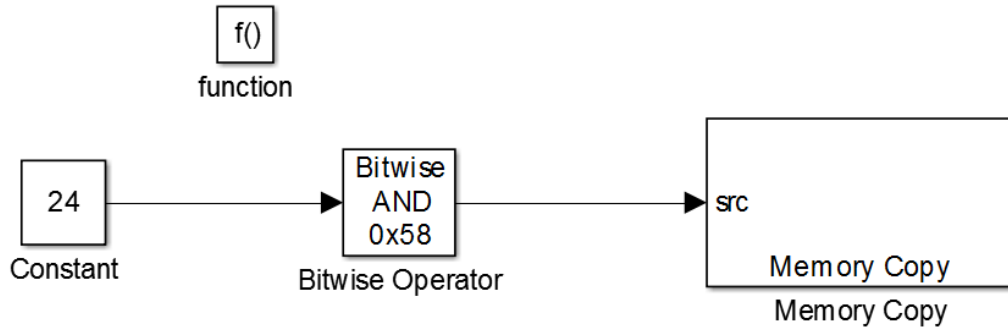 f()
function
24
Constant
Bitwise
AND
0x58
Bitwise Operator
src
Memory Copy
Memory Copy